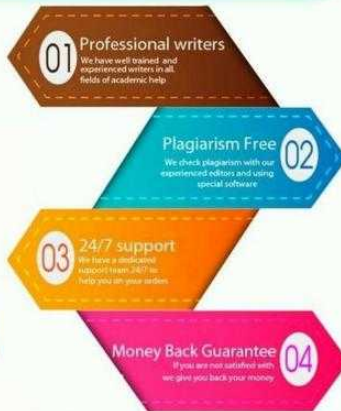 01
Professional writers
We have well trained and
experienced writers in all.
fields of academic help
Plagiarism Free
We check plagiarism with our
experienced editors and using
special software
02
03
24/7 support
We have a dedicated
support team 24/7 to
help you on your orders
Money Back Guarantee
If you are not satisfied with
we give you back your money
04